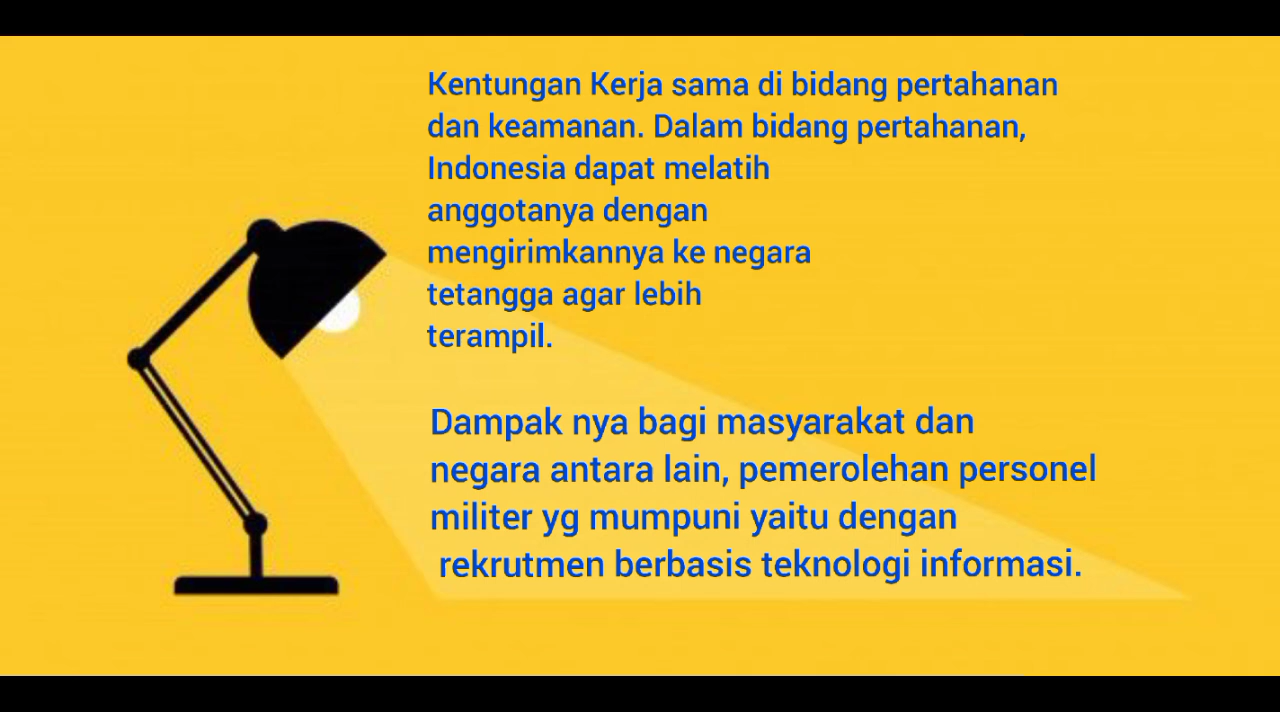 Kentungan Kerja sama di bidang pertahanan
dan keamanan. Dalam bidang pertahanan,
Indonesia dapat melatih
anggotanya dengan
mengirimkannya ke negara
tetangga agar lebih
terampil.
Dampak nya bagi masyarakat dan
negara antara lain, pemerolehan personel
militer yg mumpuni yaitu dengan
rekrutmen berbasis teknologi informasi.